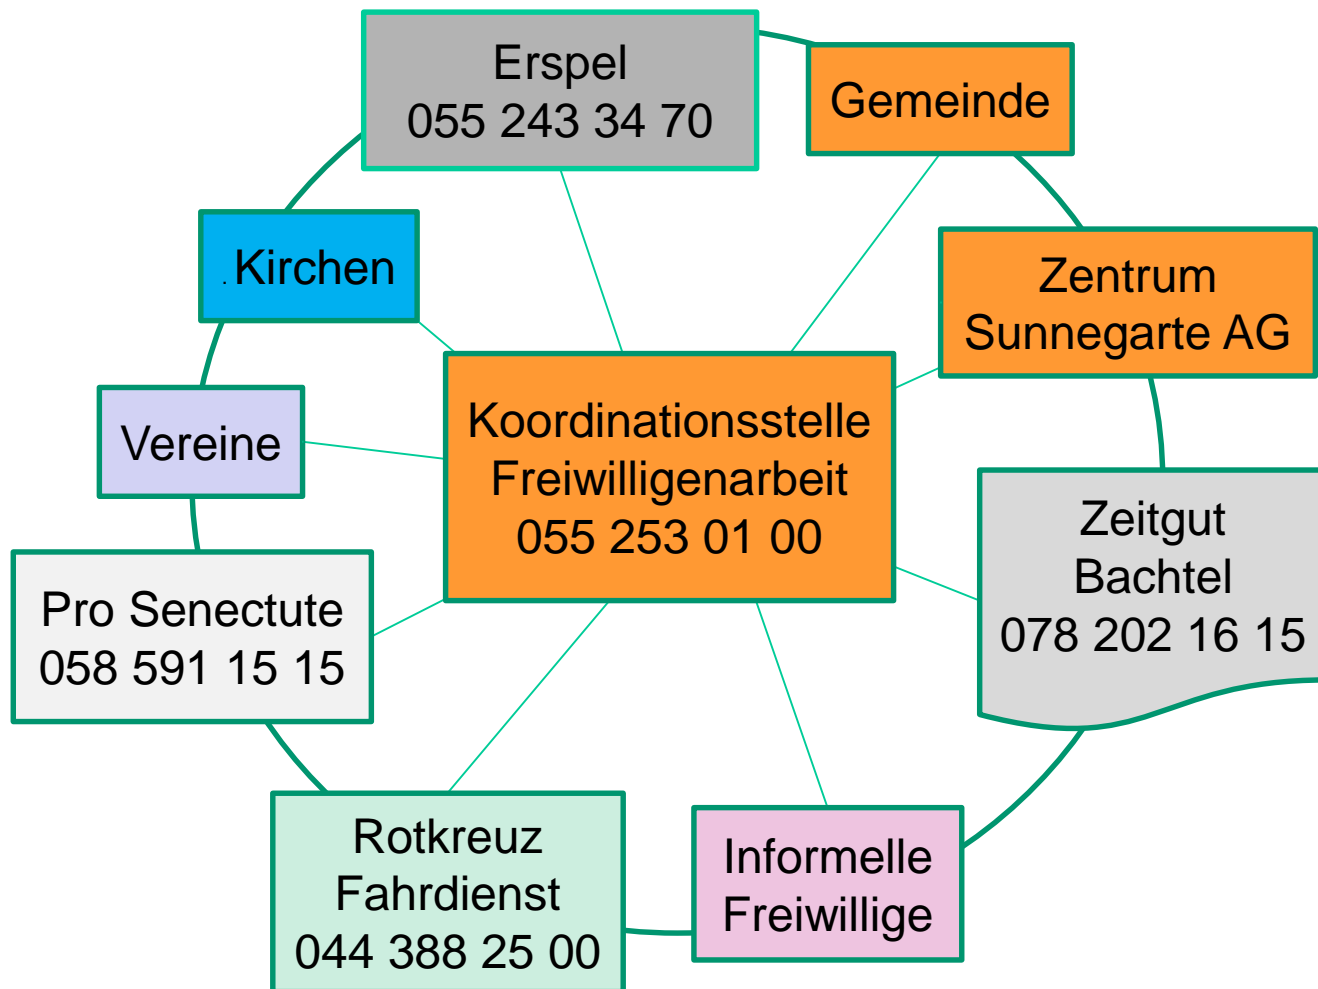 Erspel
055 243 34 70
Gemeinde
. Kirchen
Zentrum
Sunnegarte AG
Vereine
Koordinationsstelle
Freiwilligenarbeit
055 253 01 00
Zeitgut
Bachtel
078 202 16 15
Pro Senectute
058 591 15 15
Rotkreuz
Fahrdienst
044 388 25 00
Informelle
Freiwillige